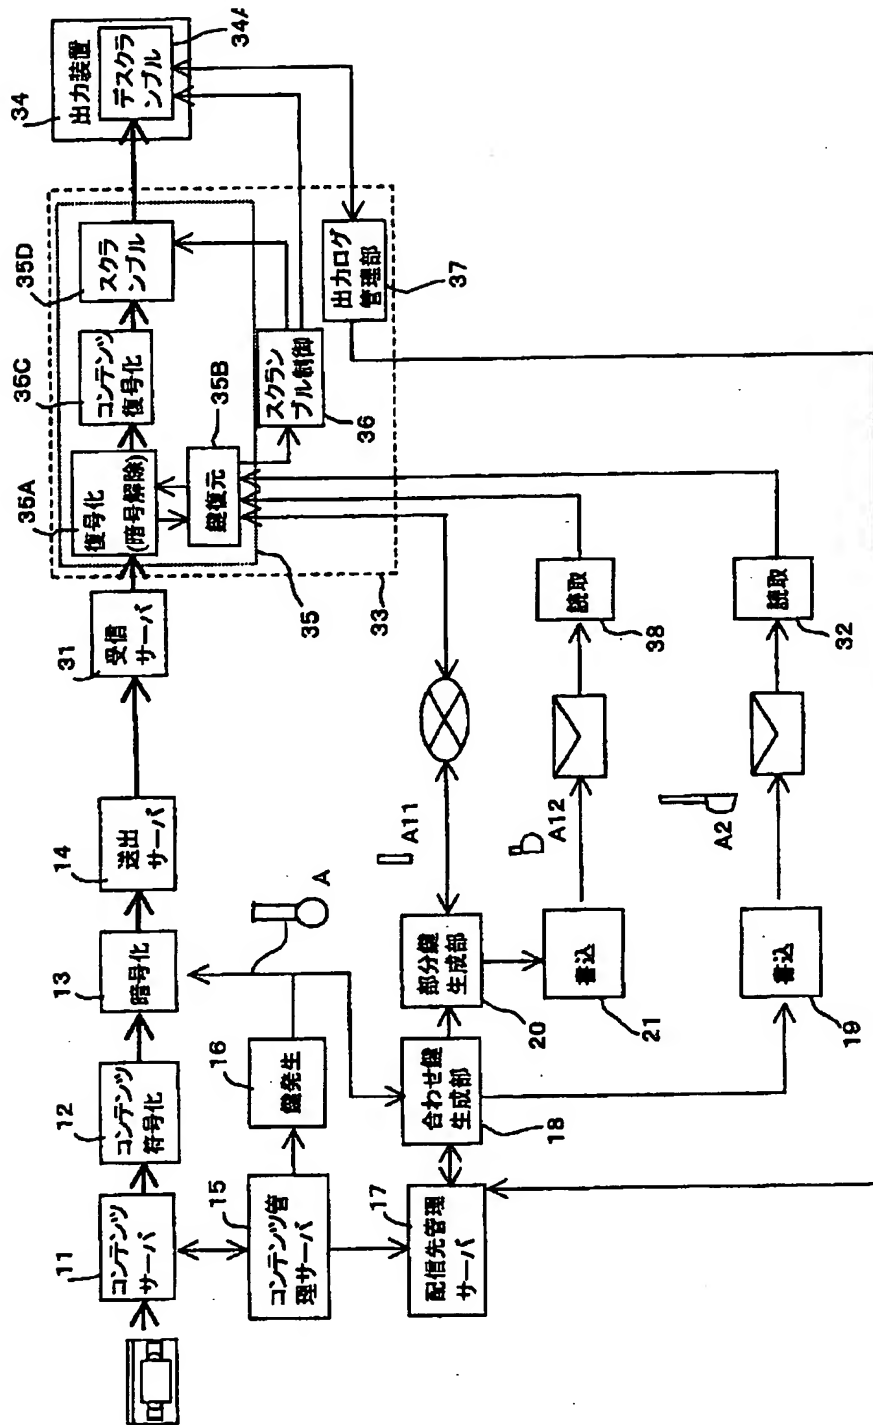 11
コンテンツ
サーバ
12
コンテンツ
符号化
13
暗号化
14
送出
サーバ
31
受信
サーバ
35A
復号化
(暗号解除)
36C
コンテンツ
復号化
35D
スクラ
ンブル
34
出力装置
デスクラ
ンブル
34A
15
コンテンツ管
理サーバ
16
鍵発生
A
35
33
鍵復元
35B
スクラン
ブル制御
36
出力ログ
管理部
37
17
配信先管理
サーバ
合わせ鍵
生成部
18
部分鍵
生成部
20
A11
書込
21
A12
読取
38
書込
19
A2
読取
32